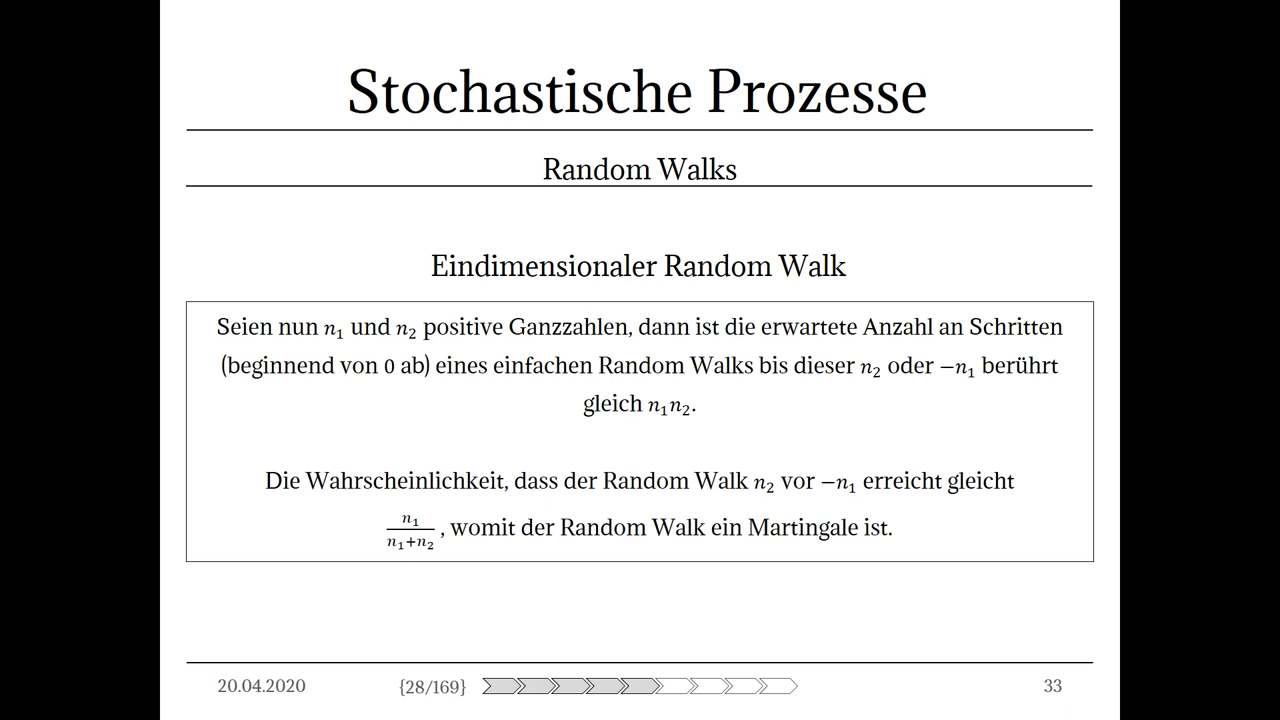 Stochastische Prozesse
Random Walks
Eindimensionaler Random Walk
Seien nun n₁ und n₂ positive Ganzzahlen, dann ist die erwartete Anzahl an Schritten
(beginnend von 0 ab) eines einfachen Random Walks bis dieser n₂ oder −n₁ berührt
gleich n₁n₂.
Die Wahrscheinlichkeit, dass der Random Walk n₂ vor −n₁ erreicht gleicht
n₁/(n₁+n₂) , womit der Random Walk ein Martingale ist.
20.04.2020 {28/169} 33